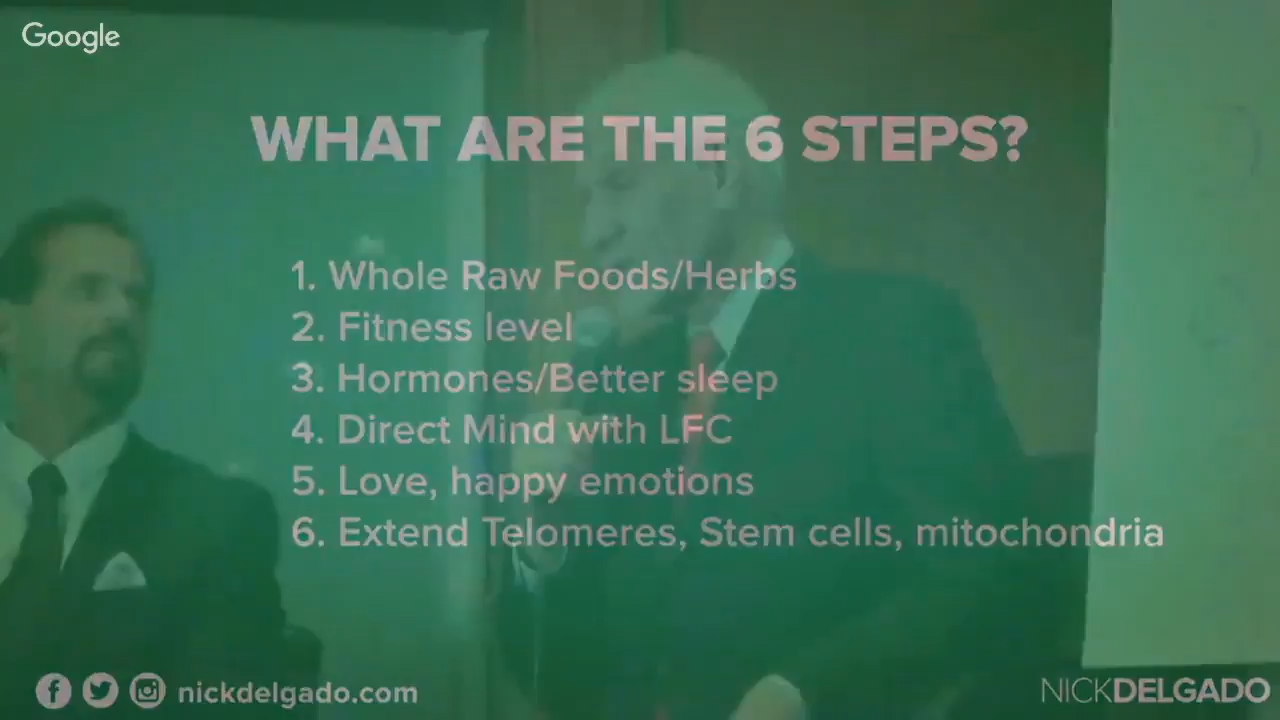 Google
WHAT ARE THE 6 STEPS?
1. Whole Raw Foods/Herbs
2. Fitness level
3. Hormones/Better sleep
4. Direct Mind with LFC
5. Love, happy emotions
6. Extend Telomeres, Stem cells, mitochondria
nickdelgado.com
NICKDELGADO